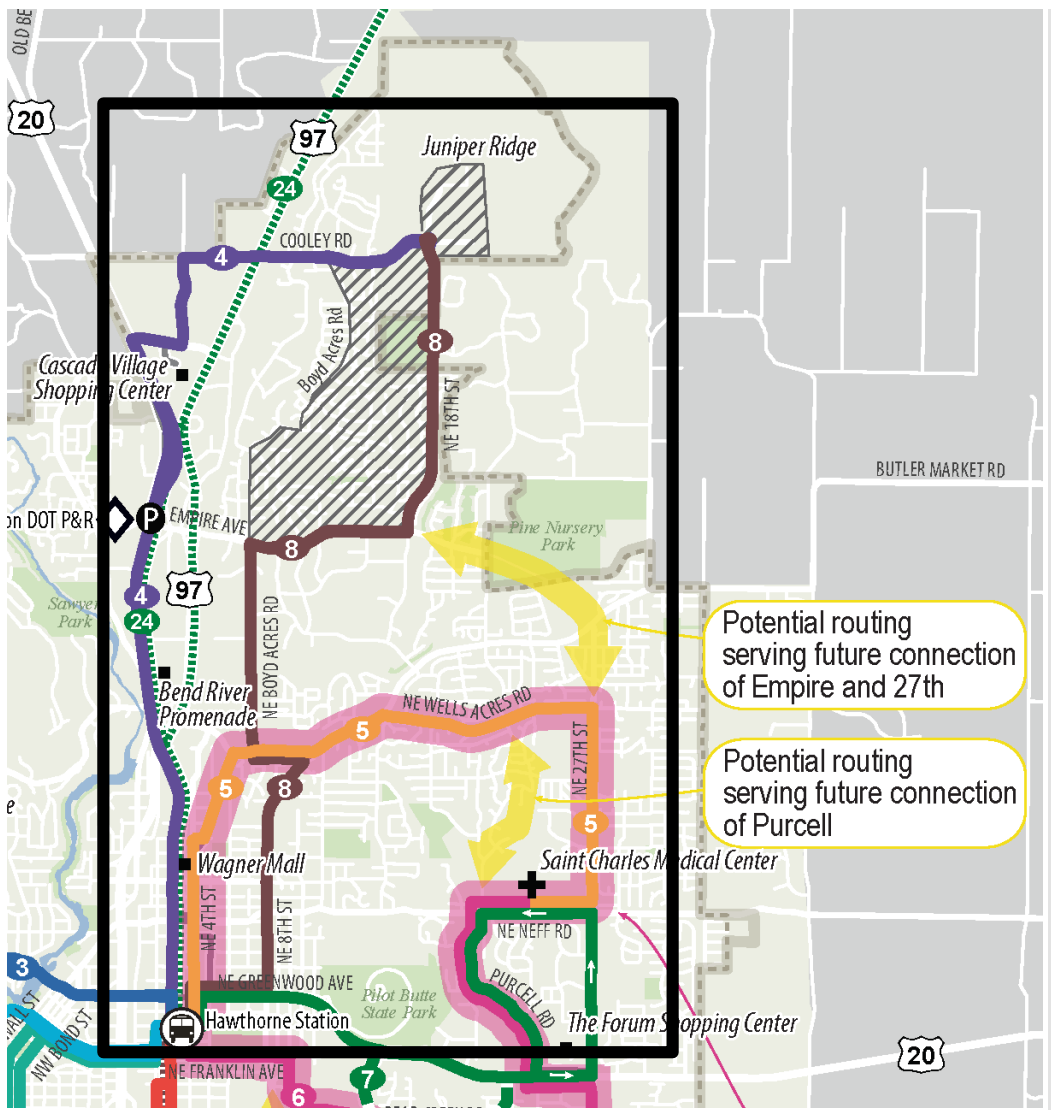 OLD BE
20
97
Juniper Ridge
24
COOLEY RD
4
Boyd Acres Rd
8
Cascade Village
Shopping Center
NE 18TH ST
BUTLER MARKET RD
on DOT P&R
P
EMPIRE AVE
8
Pine Nursery
Park
97
4
24
Sawyer
Park
NE BOYD ACRES RD
Potential routing
serving future connection
of Empire and 27th
Bend River
Promenade
NE WELLS ACRES RD
5
5
8
NE 27TH ST
Potential routing
serving future connection
of Purcell
5
e
Wagner Mall
Saint Charles Medical Center
NE 4TH ST
NE 8TH ST
NE NEFF RD
3
NE GREENWOOD AVE
PURCELL RD
Pilot Butte
State Park
WALL ST
NW BOND ST
Hawthorne Station
The Forum Shopping Center
20
NE FRANKLIN AVE
7
6